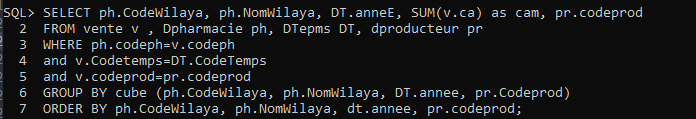 SQL> SELECT ph.CodeWilaya, ph.NomWilaya, DT.anneE, SUM(v.ca) as cam, pr.codeprod
2 FROM vente v , Dpharmacie ph, DTepms DT, dproducteur pr
3 WHERE ph.codeph=v.codeph
4 and v.Codetemps=DT.CodeTemps
5 and v.codeprod=pr.codeprod
6 GROUP BY cube (ph.CodeWilaya, ph.NomWilaya, DT.annee, pr.Codeprod)
7 ORDER BY ph.CodeWilaya, ph.NomWilaya, dt.annee, pr.codeprod;